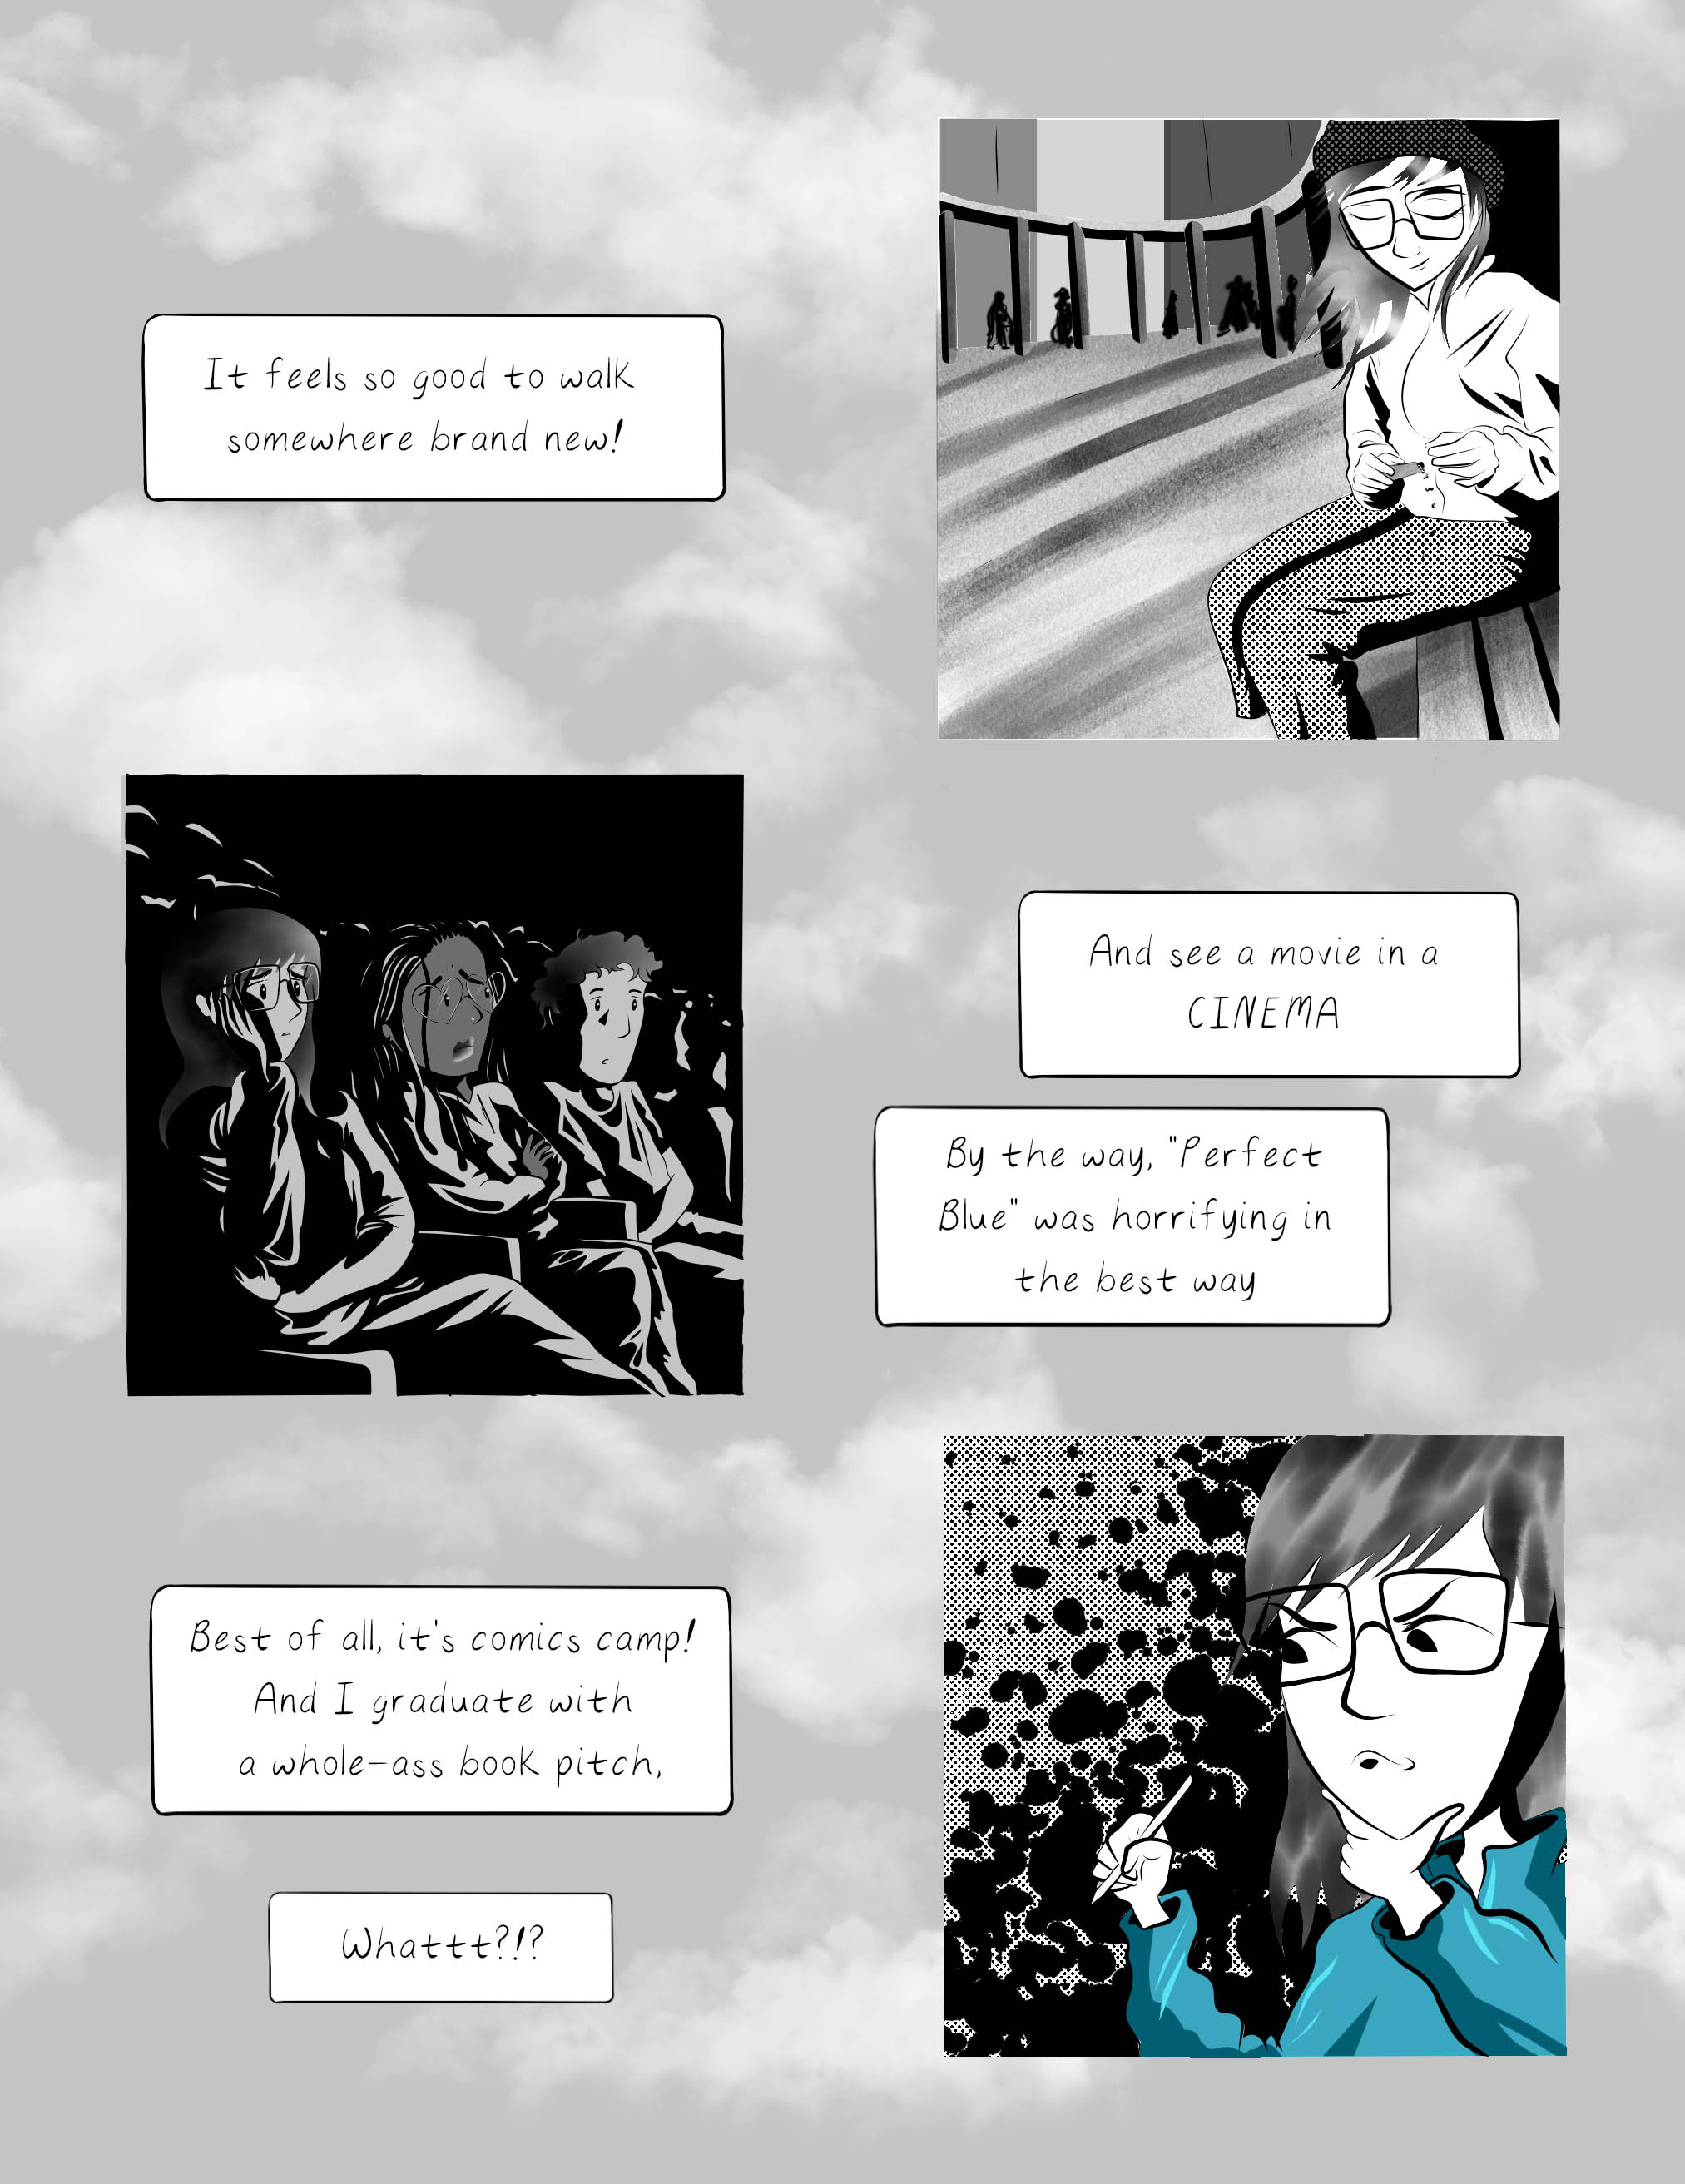 It feels so good to walk
somewhere brand new!
And see a movie in a
CINEMA
By the way, "Perfect
Blue" was horrifying in
the best way
Best of all, it's comics camp!
And I graduate with
a whole-ass book pitch,
Whattt?!?